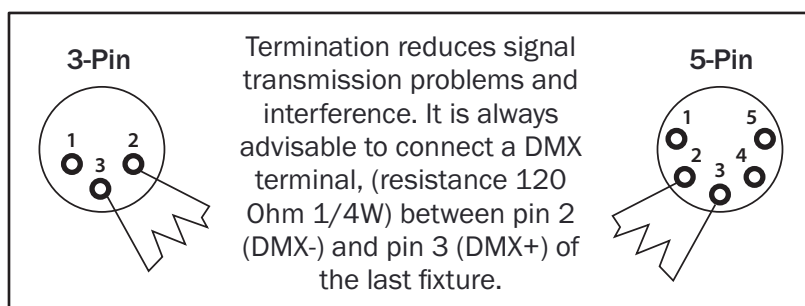 3-Pin
1
2
3
Termination reduces signal
transmission problems and
interference. It is always
advisable to connect a DMX
terminal, (resistance 120
Ohm 1/4W) between pin 2
(DMX-) and pin 3 (DMX+) of
the last fixture.
5-Pin
1
5
2
4
3